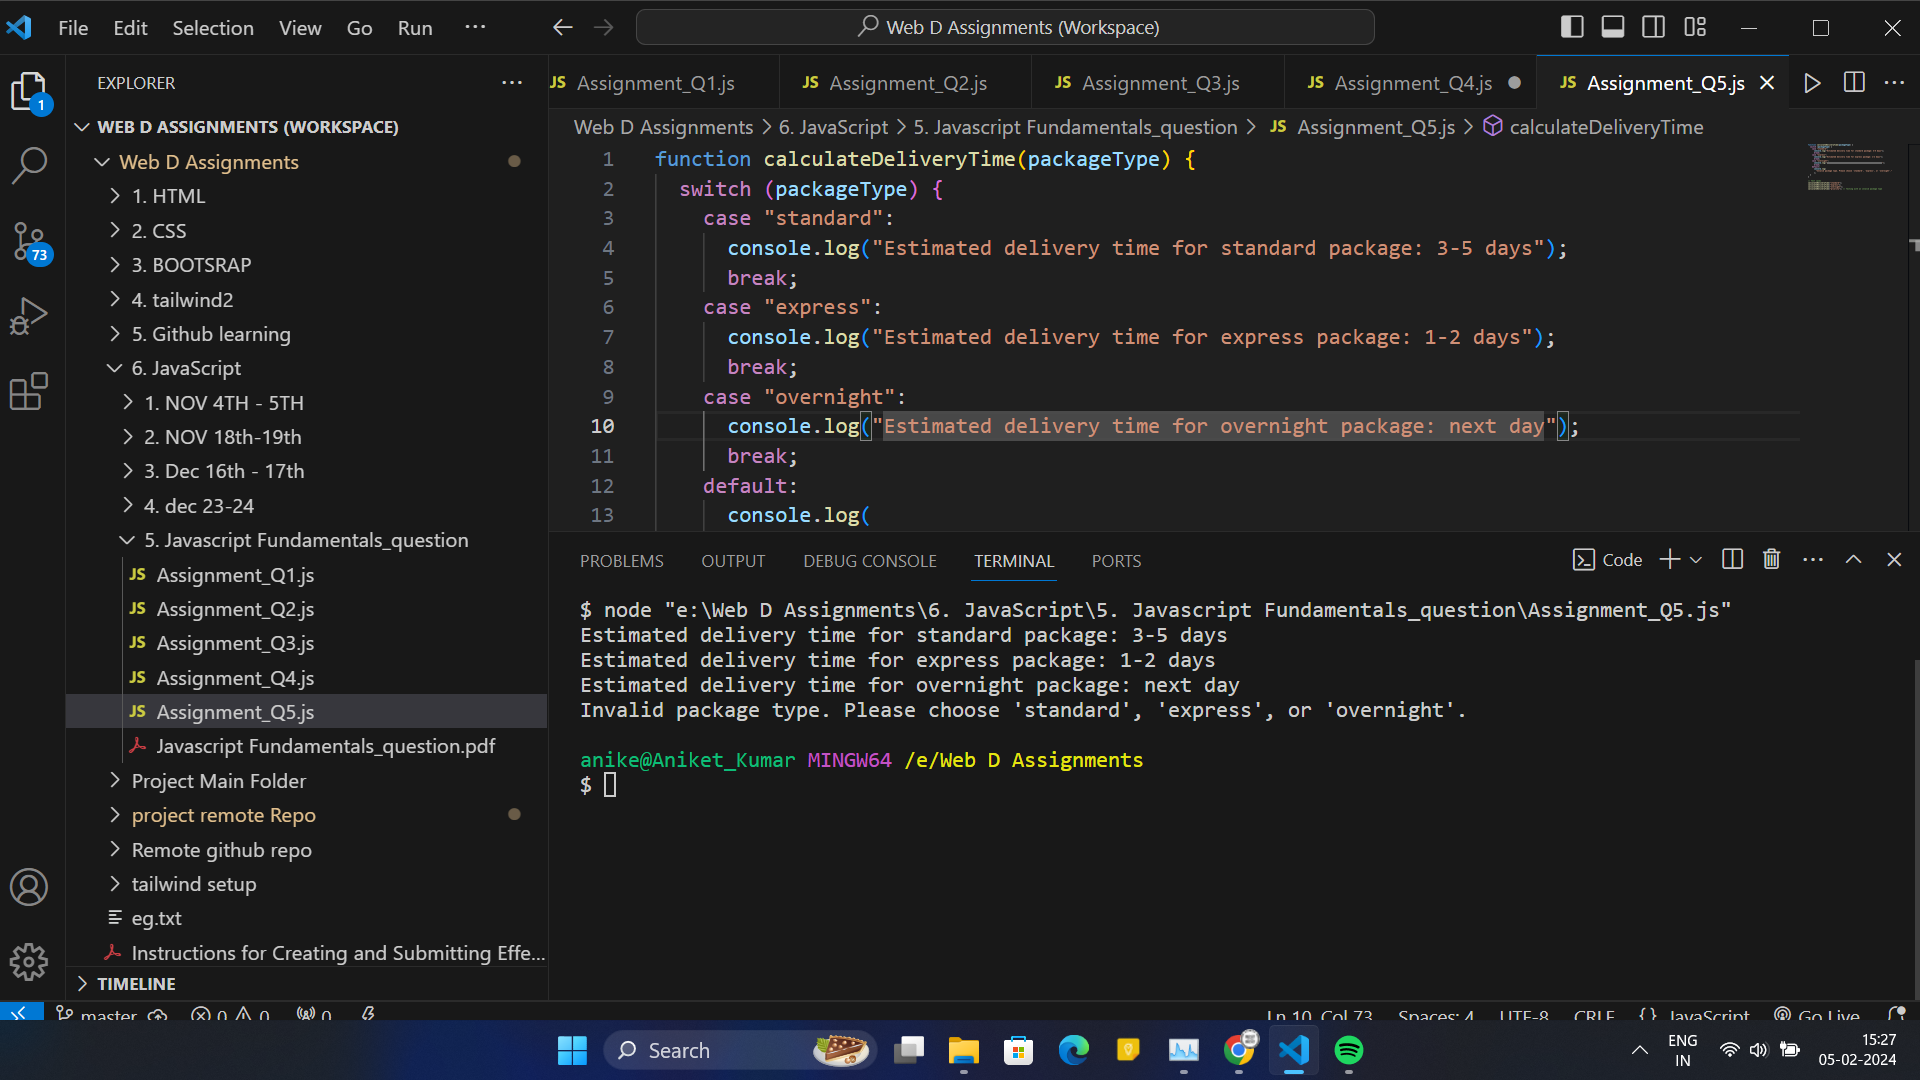 File Edit Selection View Go Run ···
Web D Assignments (Workspace)
EXPLORER
1
73
WEB D ASSIGNMENTS (WORKSPACE)
Web D Assignments
1. HTML
2. CSS
3. BOOTSRAP
4. tailwind2
5. Github learning
6. JavaScript
1. NOV 4TH - 5TH
2. NOV 18th-19th
3. Dec 16th - 17th
4. dec 23-24
5. Javascript Fundamentals_question
JS Assignment_Q1.js
JS Assignment_Q2.js
JS Assignment_Q3.js
JS Assignment_Q4.js
JS Assignment_Q5.js
Javascript Fundamentals_question.pdf
Project Main Folder
project remote Repo
Remote github repo
tailwind setup
eg.txt
Instructions for Creating and Submitting Effe...
TIMELINE
JS Assignment_Q1.js JS Assignment_Q2.js JS Assignment_Q3.js JS Assignment_Q4.js JS Assignment_Q5.js
Web D Assignments > 6. JavaScript > 5. Javascript Fundamentals_question > JS Assignment_Q5.js > calculateDeliveryTime
1 function calculateDeliveryTime(packageType) {
2 switch (packageType) {
3 case "standard":
4 console.log("Estimated delivery time for standard package: 3-5 days");
5 break;
6 case "express":
7 console.log("Estimated delivery time for express package: 1-2 days");
8 break;
9 case "overnight":
10 console.log("Estimated delivery time for overnight package: next day");
11 break;
12 default:
13 console.log(
PROBLEMS OUTPUT DEBUG CONSOLE TERMINAL PORTS Code
$ node "e:\Web D Assignments\6. JavaScript\5. Javascript Fundamentals_question\Assignment_Q5.js"
Estimated delivery time for standard package: 3-5 days
Estimated delivery time for express package: 1-2 days
Estimated delivery time for overnight package: next day
Invalid package type. Please choose 'standard', 'express', or 'overnight'.
anike@Aniket_Kumar MINGW64 /e/Web D Assignments
$
master 0 0 0 Ln 10, Col 73 Spaces: 4 UTF-8 CRLF {} JavaScript Go Live
Search
ENG
IN
15:27
05-02-2024